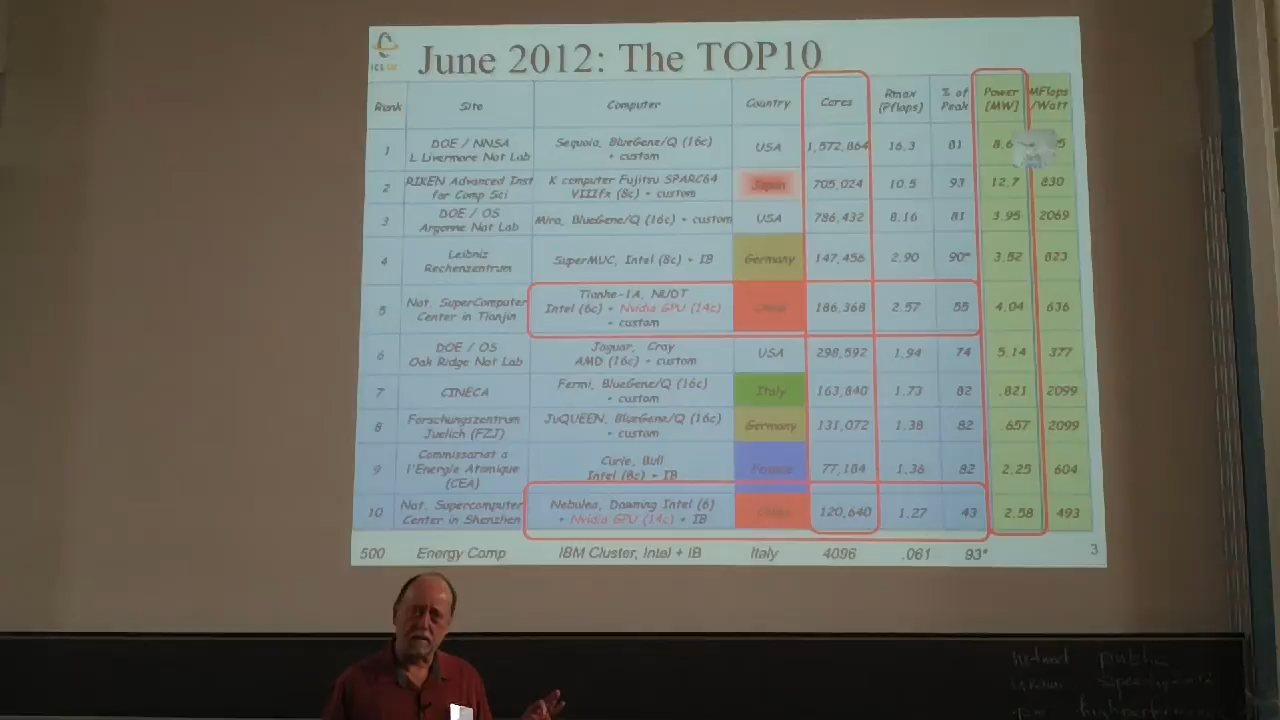 June 2012: The TOP10
ICL
Rank Site Computer Country Cores Rmax [Pflops] % of Peak Power [MW] MFlops /Watt
1 DOE / NNSA L Livermore Nat Lab Sequoia, BlueGene/Q (16c) + custom USA 1,572,864 16.3 81 8.6
2 RIKEN Advanced Inst for Comp Sci K computer Fujitsu SPARC64 VIIIfx (8c) + custom Japan 705,024 10.5 93 12.7 830
3 DOE / OS Argonne Nat Lab Mira, BlueGene/Q (16c) + custom USA 786,432 8.16 81 3.95 2069
4 Leibniz Rechenzentrum SuperMUC, Intel (8c) + IB Germany 147,456 2.90 90* 3.52 823
5 Nat. SuperComputer Center in Tianjin Tianhe-1A, NUDT Intel (6c) + Nvidia GPU (14c) + custom China 186,368 2.57 55 4.04 636
6 DOE / OS Oak Ridge Nat Lab Jaguar, Cray AMD (16c) + custom USA 298,592 1.94 74 5.14 377
7 CINECA Fermi, BlueGene/Q (16c) + custom Italy 163,840 1.73 82 .821 2099
8 Forschungszentrum Juelich (FZJ) JuQUEEN, BlueGene/Q (16c) + custom Germany 131,072 1.38 82 .657 2099
9 Commissariat a l'Energie Atomique (CEA) Curie, Bull Intel (8c) + IB France 77,184 1.36 82 2.25 604
10 Nat. Supercomputer Center in Shenzhen Nebulea, Dawning Intel (6) + Nvidia GPU (14c) + IB China 120,640 1.27 43 2.58 493
500 Energy Comp IBM Cluster, Intel + IB Italy 4096 .061 93*
3